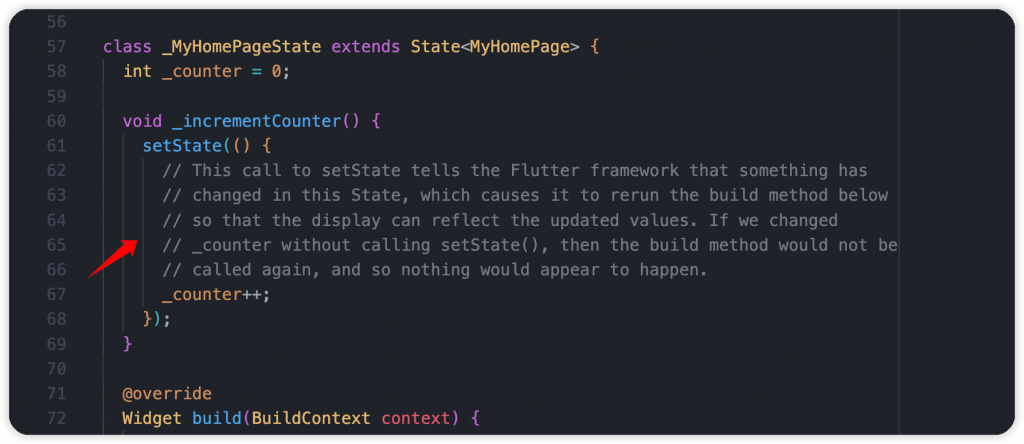 56
57 class _MyHomePageState extends State<MyHomePage> {
58 int _counter = 0;
59
60 void _incrementCounter() {
61 setState(() {
62 // This call to setState tells the Flutter framework that something has
63 // changed in this State, which causes it to rerun the build method below
64 // so that the display can reflect the updated values. If we changed
65 // _counter without calling setState(), then the build method would not be
66 // called again, and so nothing would appear to happen.
67 _counter++;
68 });
69 }
70
71 @override
72 Widget build(BuildContext context) {